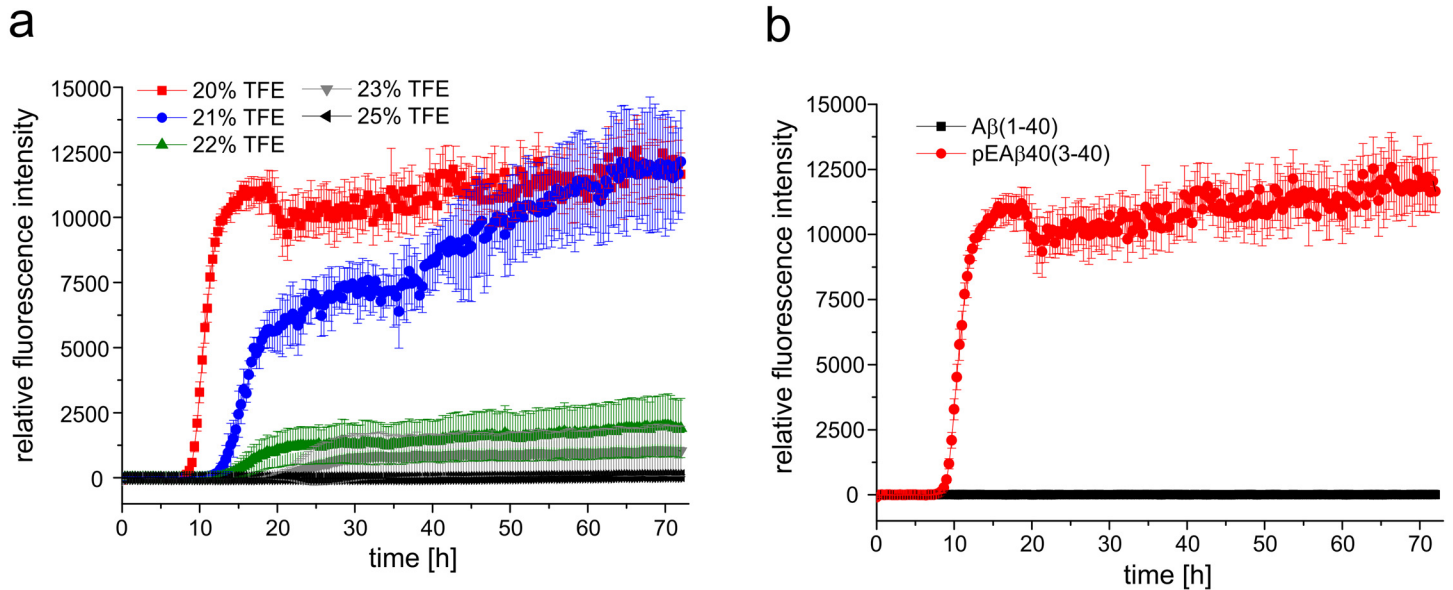 a
20% TFE
21% TFE
22% TFE
23% TFE
25% TFE
relative fluorescence intensity
15000
12500
10000
7500
5000
2500
0
0 10 20 30 40 50 60 70
time [h]
b
Aβ(1-40)
pEAβ40(3-40)
relative fluorescence intensity
15000
12500
10000
7500
5000
2500
0
0 10 20 30 40 50 60 70
time [h]